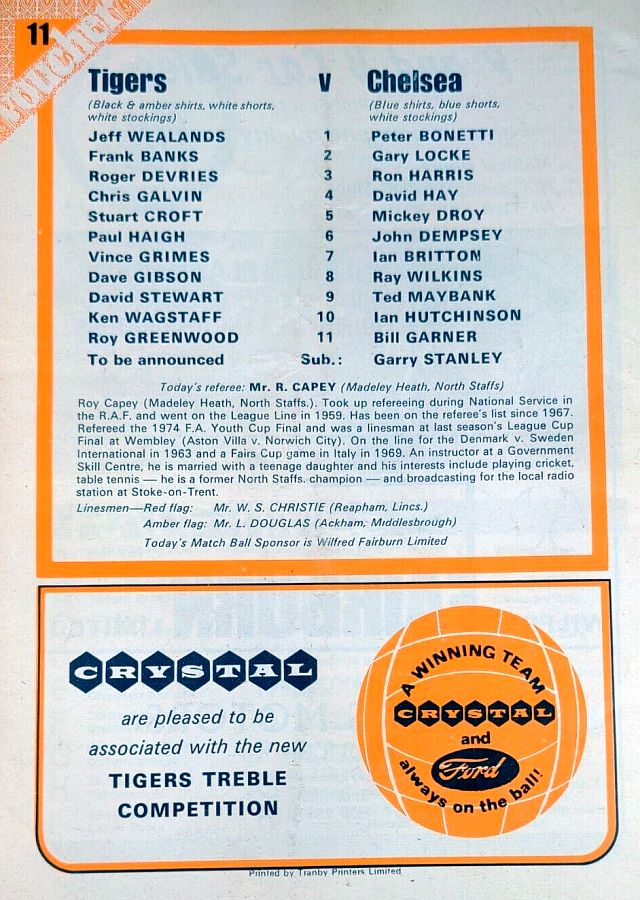 11
Tigers v Chelsea
(Black & amber shirts, white shorts, (Blue shirts, blue shorts,
white stockings) white stockings)
Jeff WEALANDS 1 Peter BONETTI
Frank BANKS 2 Gary LOCKE
Roger DEVRIES 3 Ron HARRIS
Chris GALVIN 4 David HAY
Stuart CROFT 5 Mickey DROY
Paul HAIGH 6 John DEMPSEY
Vince GRIMES 7 Ian BRITTON
Dave GIBSON 8 Ray WILKINS
David STEWART 9 Ted MAYBANK
Ken WAGSTAFF 10 Ian HUTCHINSON
Roy GREENWOOD 11 Bill GARNER
To be announced Sub.: Garry STANLEY
Today's referee: Mr. R. CAPEY (Madeley Heath, North Staffs)
Roy Capey (Madeley Heath, North Staffs.). Took up refereeing during National Service in
the R.A.F. and went on the League Line in 1959. Has been on the referee's list since 1967.
Refereed the 1974 F.A. Youth Cup Final and was a linesman at last season's League Cup
Final at Wembley (Aston Villa v. Norwich City). On the line for the Denmark v. Sweden
International in 1963 and a Fairs Cup game in Italy in 1969. An instructor at a Government
Skill Centre, he is married with a teenage daughter and his interests include playing cricket,
table tennis — he is a former North Staffs. champion — and broadcasting for the local radio
station at Stoke-on-Trent.
Linesmen—Red flag: Mr. W. S. CHRISTIE (Reapham, Lincs.)
Amber flag: Mr. L. DOUGLAS (Ackham, Middlesbrough)
Today's Match Ball Sponsor is Wilfred Fairburn Limited
CRYSTAL
are pleased to be
associated with the new
TIGERS TREBLE
COMPETITION
A WINNING TEAM
CRYSTAL
and
Ford
always on the ball!
Printed by Tranby Printers Limited